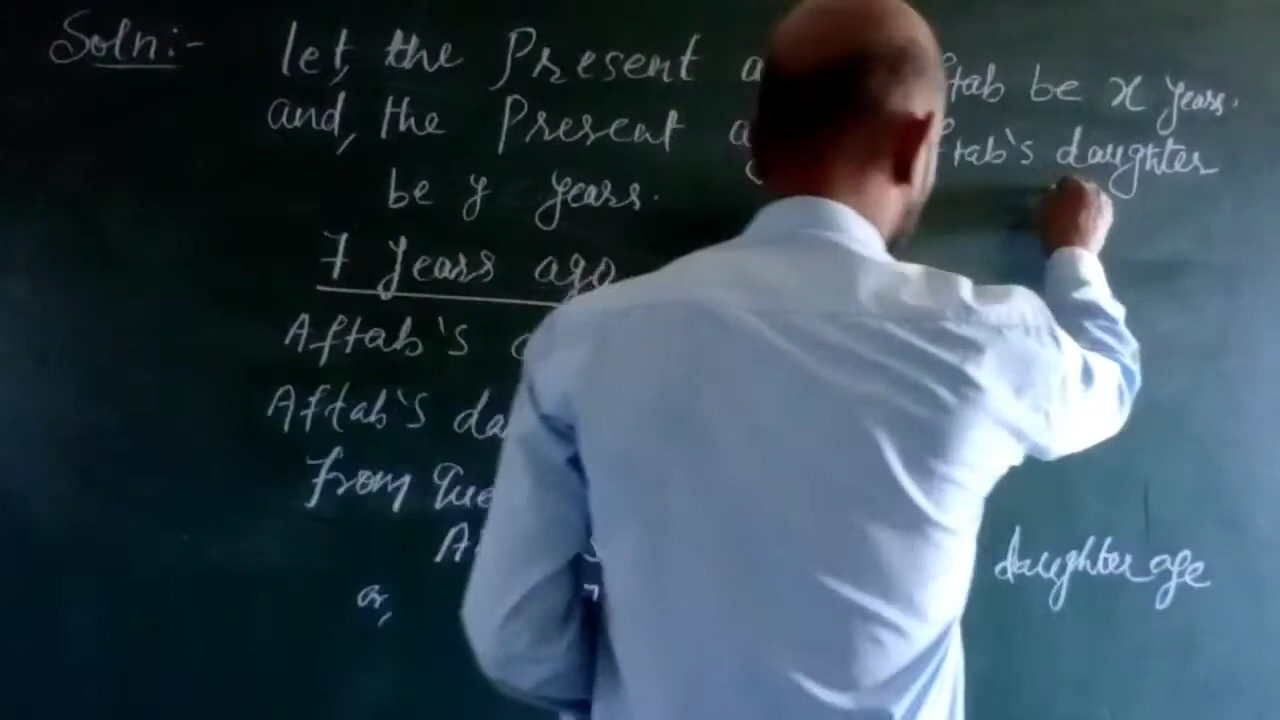 Soln:-
let, the Present a ftab be x years.
and, the Present a ftab's daughter
be y years.
7 years ago
Aftab's
Aftab's da
From Que
A
or,
daughter age